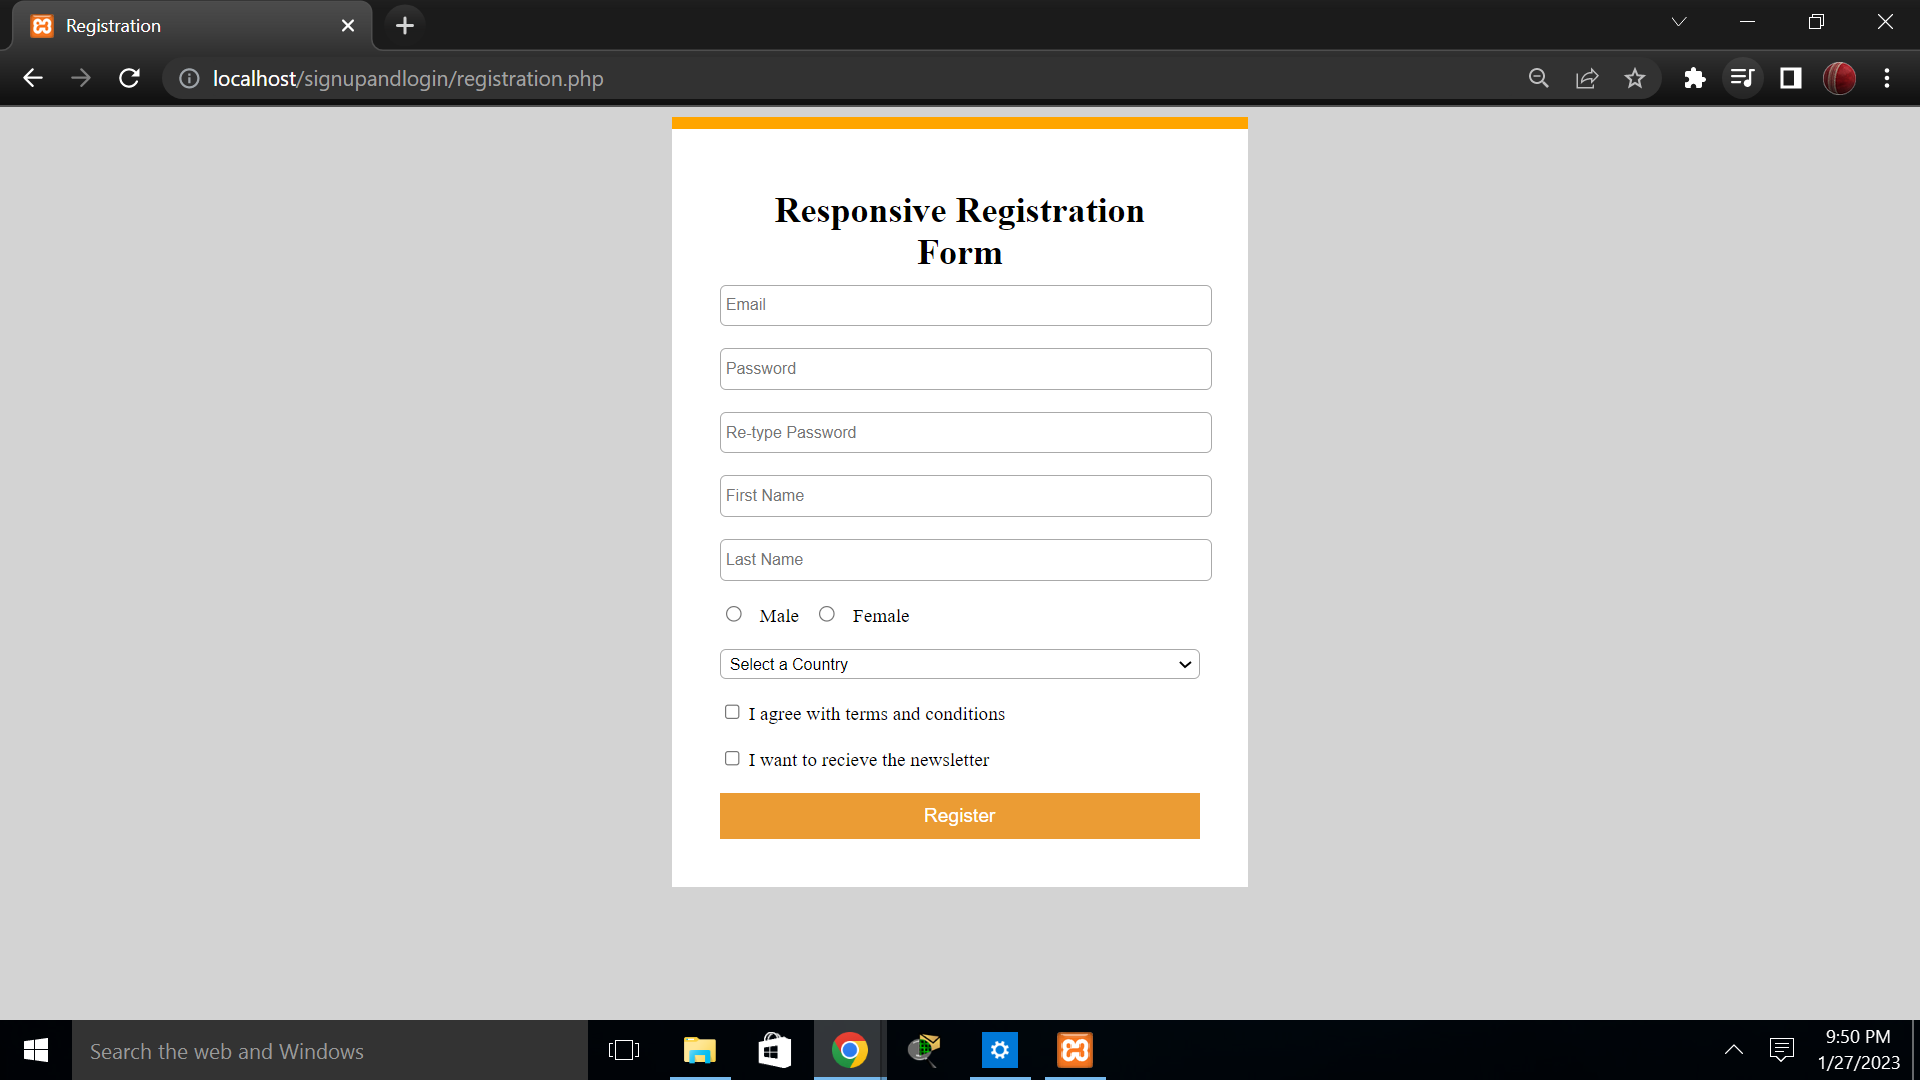 Registration
localhost/signupandlogin/registration.php
Responsive Registration
Form
Email
Password
Re-type Password
First Name
Last Name
Male Female
Select a Country
I agree with terms and conditions
I want to recieve the newsletter
Register
Search the web and Windows
9:50 PM
1/27/2023